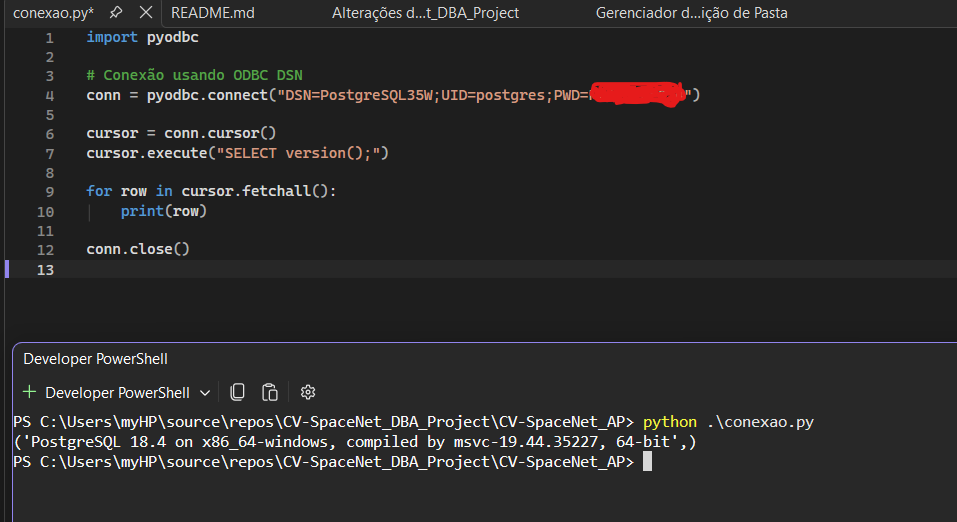 conexao.py*
README.md
Alterações d...t_DBA_Project
Gerenciador d...ição de Pasta
1 import pyodbc
2
3 # Conexão usando ODBC DSN
4 conn = pyodbc.connect("DSN=PostgreSQL35W;UID=postgres;PWD=")
5
6 cursor = conn.cursor()
7 cursor.execute("SELECT version();")
8
9 for row in cursor.fetchall():
10 print(row)
11
12 conn.close()
13
Developer PowerShell
+ Developer PowerShell
PS C:\Users\myHP\source\repos\CV-SpaceNet_DBA_Project\CV-SpaceNet_AP> python .\conexao.py
('PostgreSQL 18.4 on x86_64-windows, compiled by msvc-19.44.35227, 64-bit',)
PS C:\Users\myHP\source\repos\CV-SpaceNet_DBA_Project\CV-SpaceNet_AP>